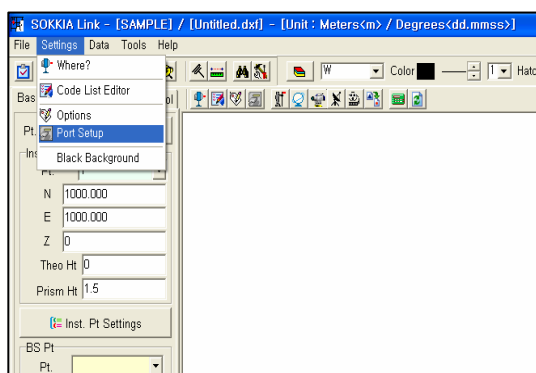 SOKKIA Link - [SAMPLE] / [Untitled.dxf] - [Unit : Meters<m> / Degrees<dd.mmss>]
File Settings Data Tools Help
Where?
Code List Editor
Options
Port Setup
Black Background
W Color 1 Hatc
Bas
Pt.
Ins
Pt.
N 1000.000
E 1000.000
Z 0
Theo Ht 0
Prism Ht 1.5
Inst. Pt Settings
BS Pt
Pt.